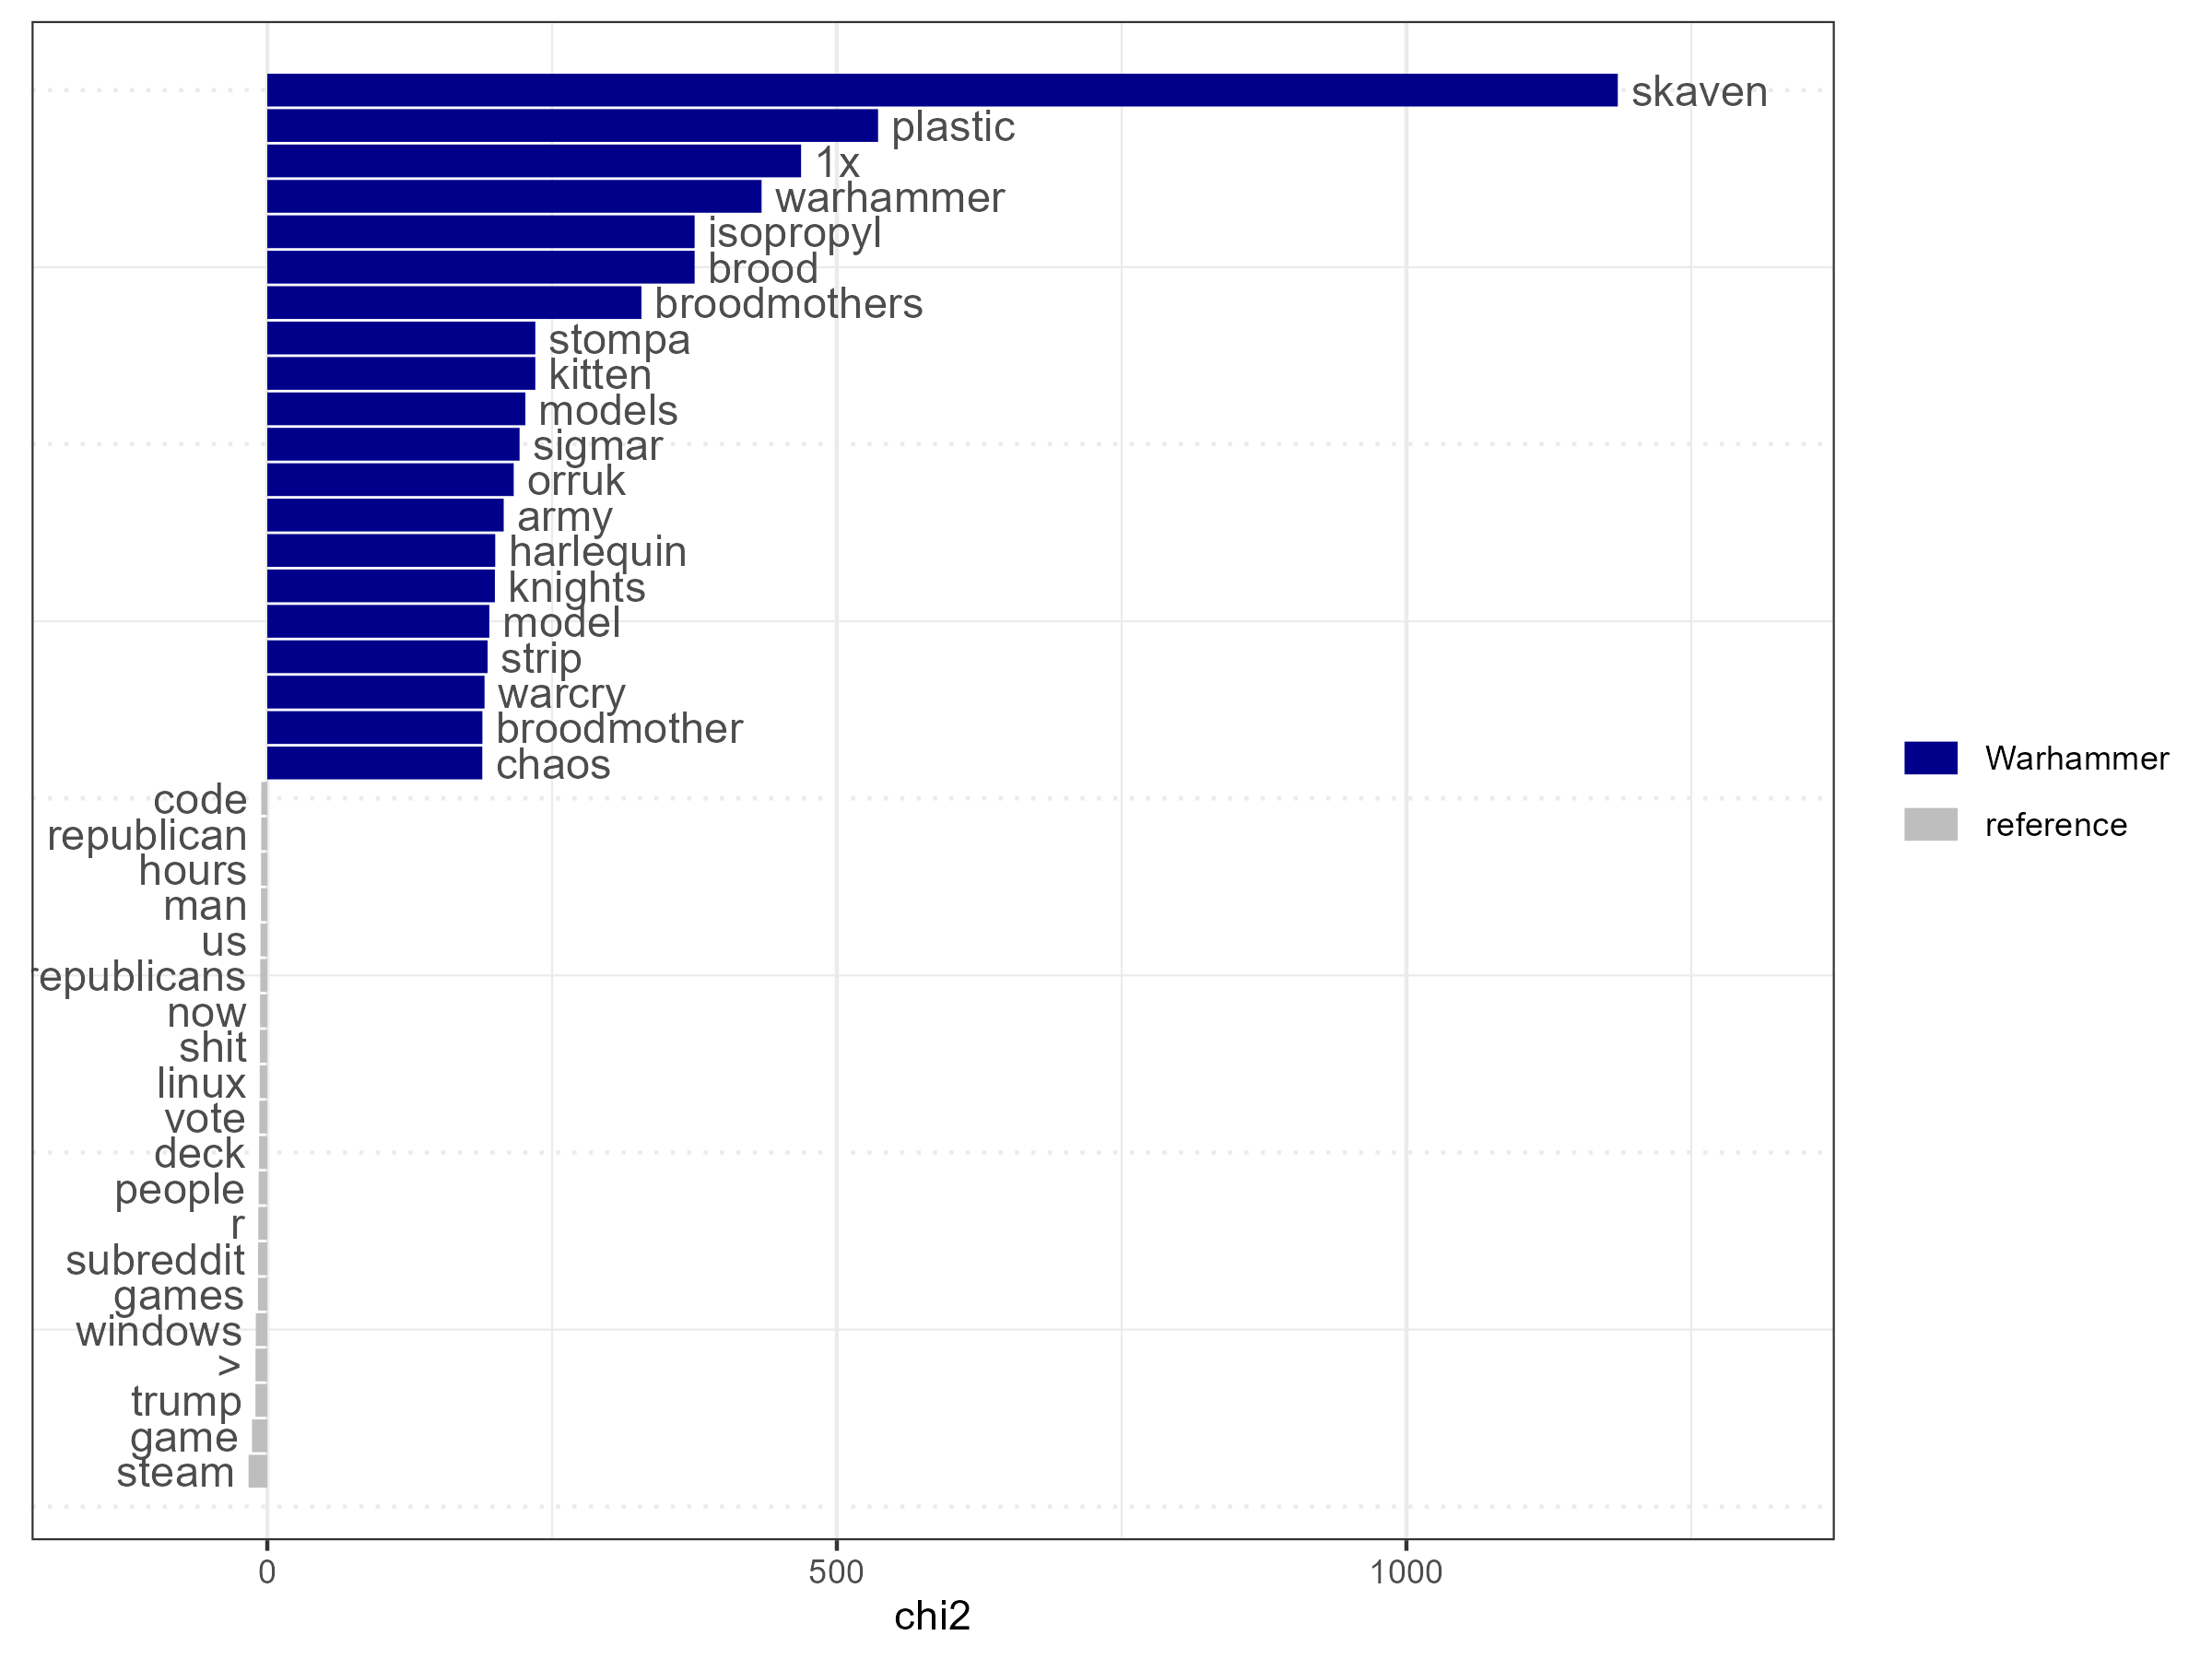 skaven
plastic
1x
warhammer
isopropyl
brood
broodmothers
stompa
kitten
models
sigmar
orruk
army
harlequin
knights
model
strip
warcry
broodmother
chaos
code
republican
hours
man
us
republicans
now
shit
linux
vote
deck
people
r
subreddit
games
windows
>
trump
game
steam
0 500 1000
chi2
Warhammer
reference